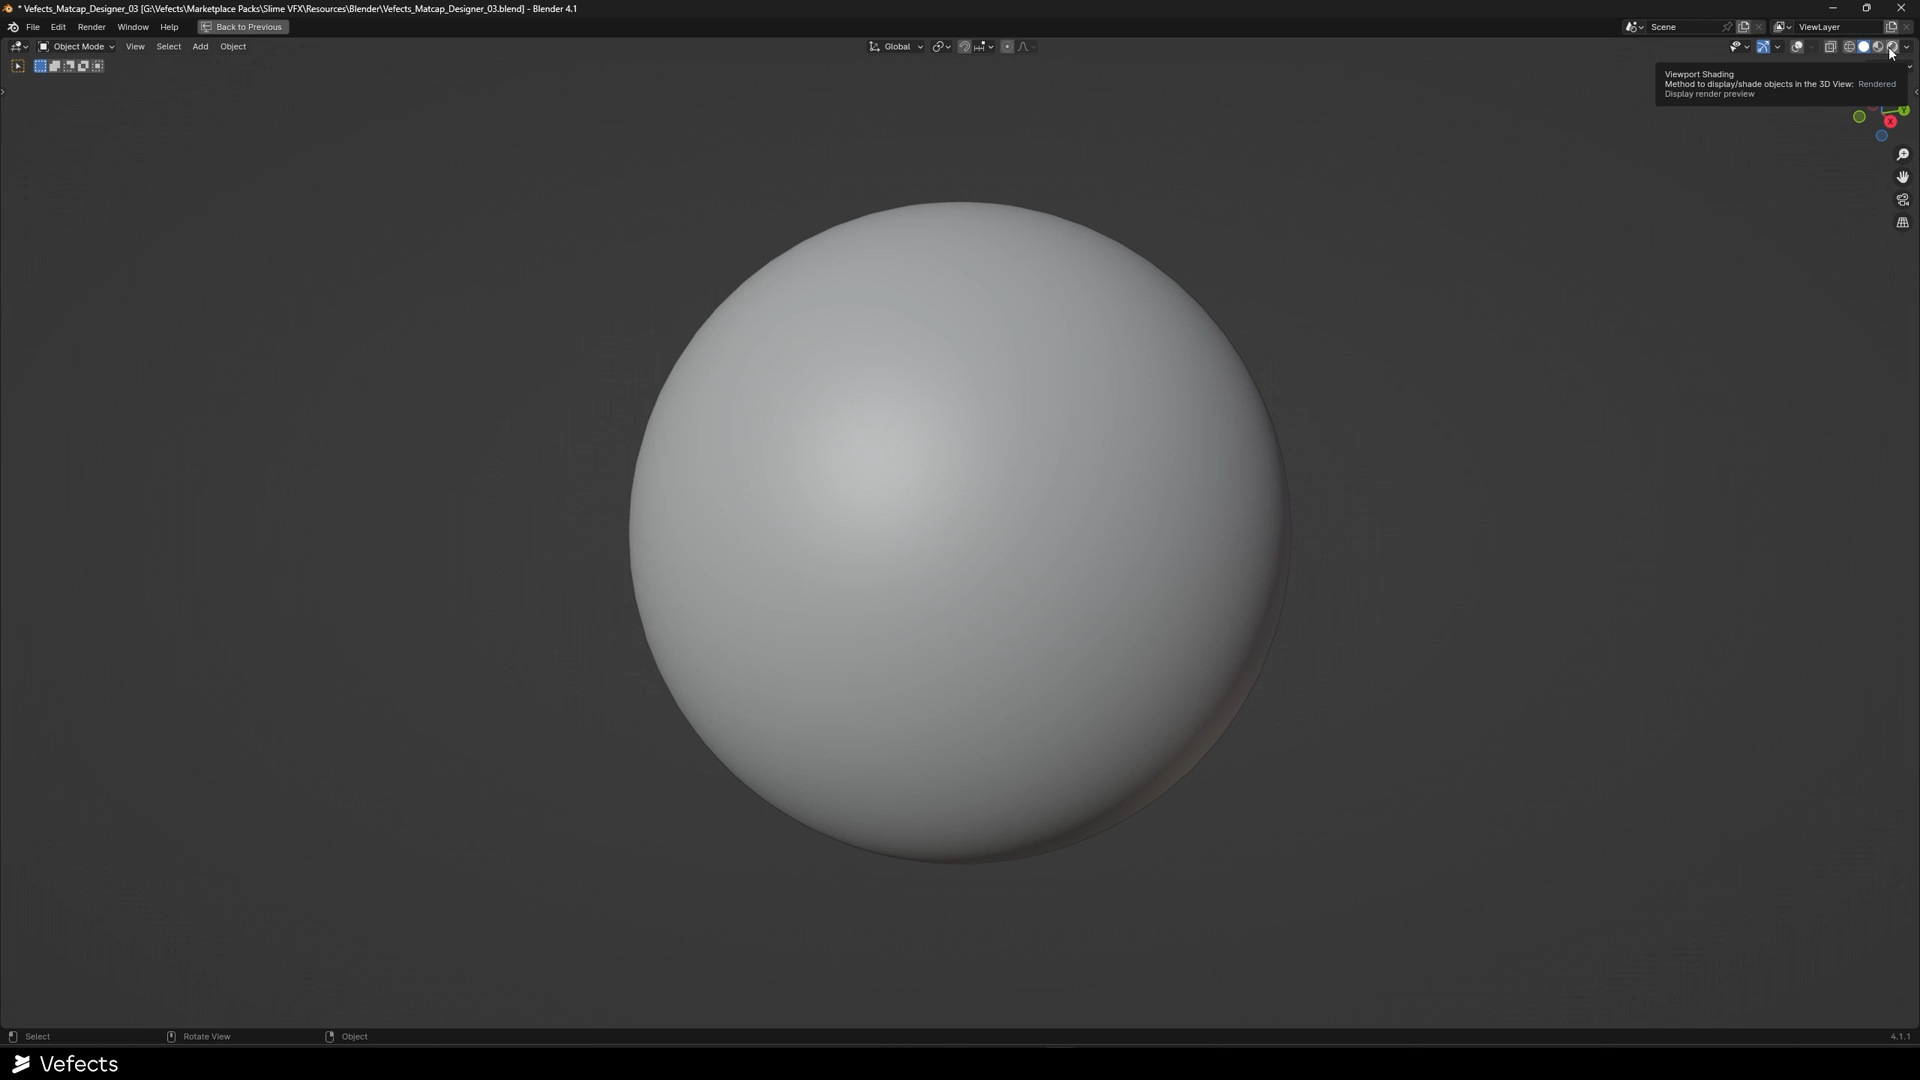 * Vefects_Matcap_Designer_03 [G:\Vefects\Marketplace Packs\Slime VFX\Resources\Blender\Vefects_Matcap_Designer_03.blend] - Blender 4.1
File Edit Render Window Help Back to Previous Scene ViewLayer
Object Mode View Select Add Object Global
Viewport Shading
Method to display/shade objects in the 3D View: Rendered
Display render preview
Y
X
Select Rotate View Object 4.1.1
Vefects